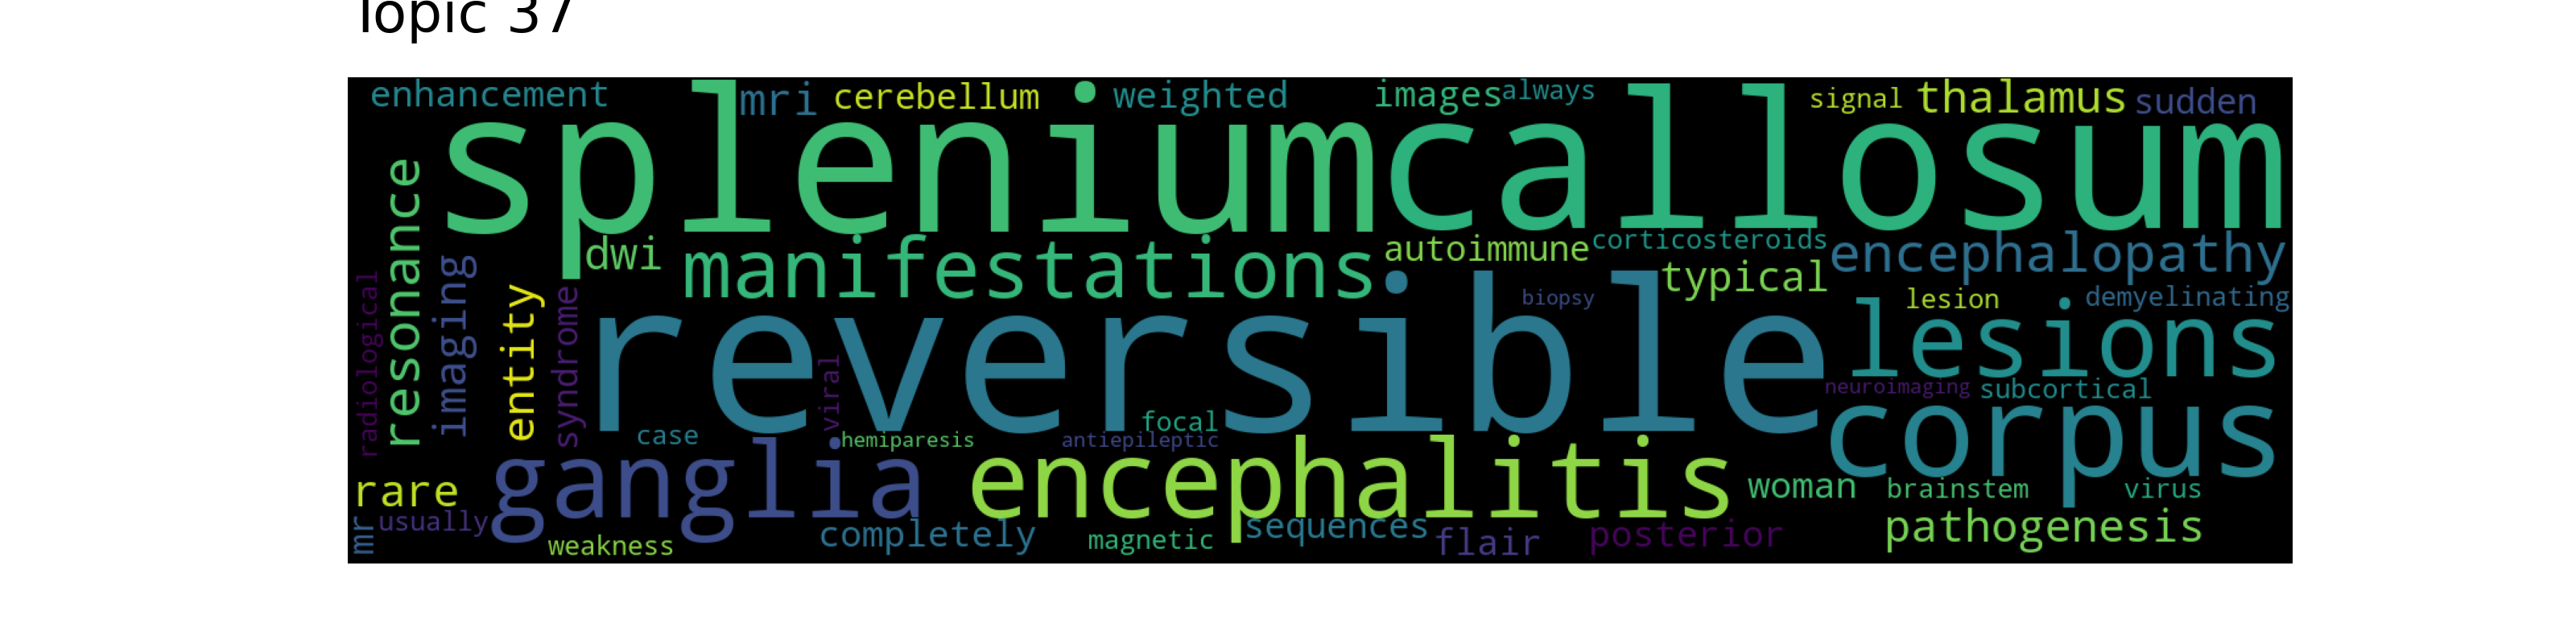 Topic 37
enhancement mri cerebellum weighted images always signal thalamus sudden
splenium callosum
resonance dwi manifestations autoimmune corticosteroids typical encephalopathy
radiological imaging entity syndrome reversible biopsy lesion demyelinating
lesions
viral neuroimaging subcortical
case hemiparesis focal antiepileptic corpus
rare ganglia encephalitis woman brainstem virus
mr usually weakness completely magnetic sequences flair posterior pathogenesis